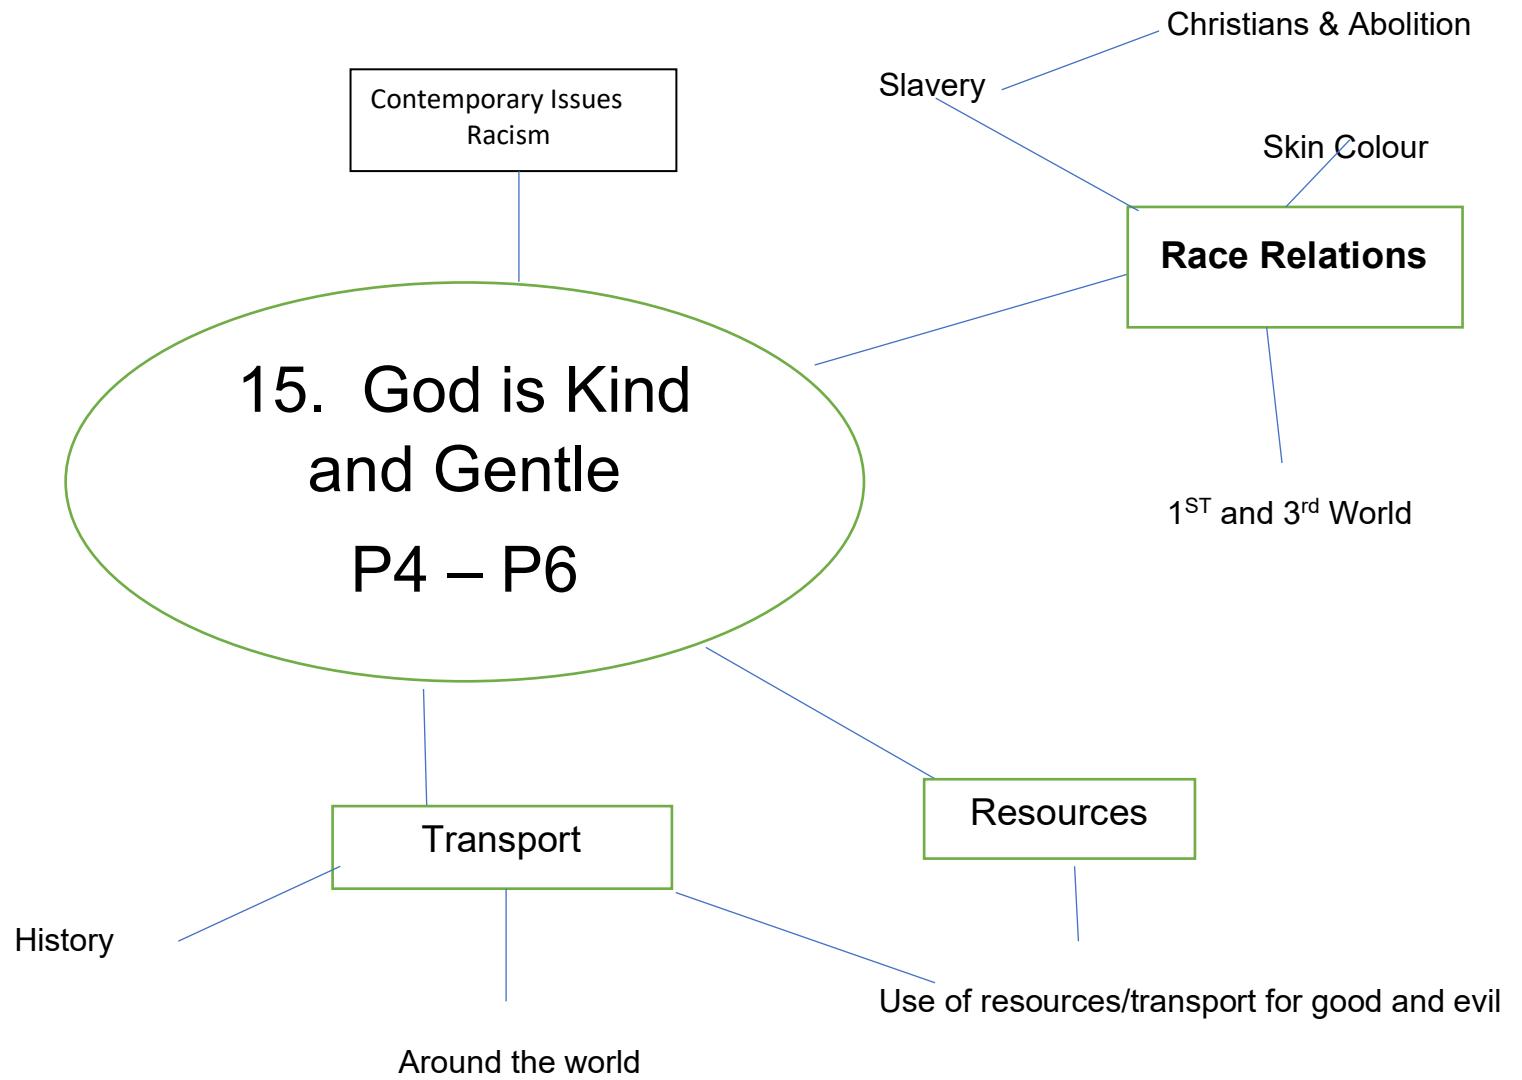 Christians & Abolition
Slavery
Contemporary Issues
Racism
Skin Colour
Race Relations
15. God is Kind
and Gentle
P4 – P6
1ST and 3rd World
Resources
Transport
History
Use of resources/transport for good and evil
Around the world